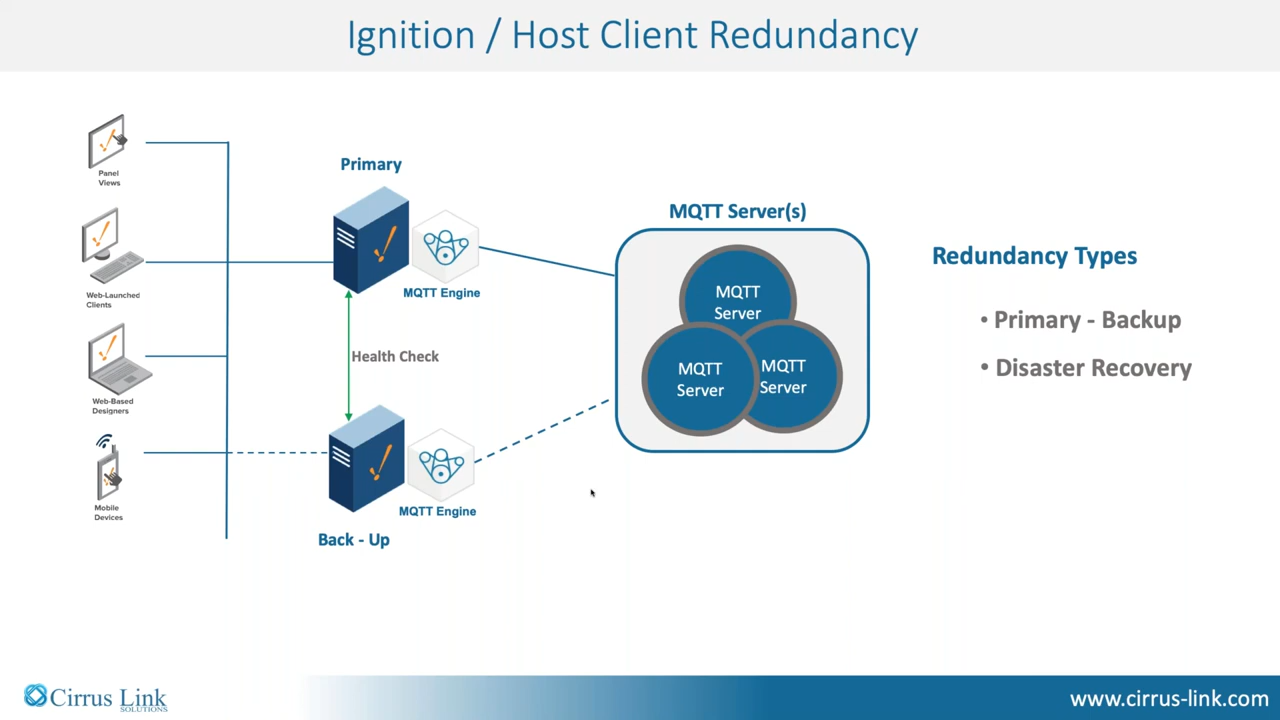 Ignition / Host Client Redundancy
Panel
Views
Web-Launched
Clients
Web-Based
Designers
Mobile
Devices
Primary
MQTT Engine
Health Check
MQTT Engine
Back - Up
MQTT Server(s)
MQTT
Server
MQTT
Server
MQTT
Server
Redundancy Types
• Primary - Backup
• Disaster Recovery
Cirrus Link
SOLUTIONS
www.cirrus-link.com